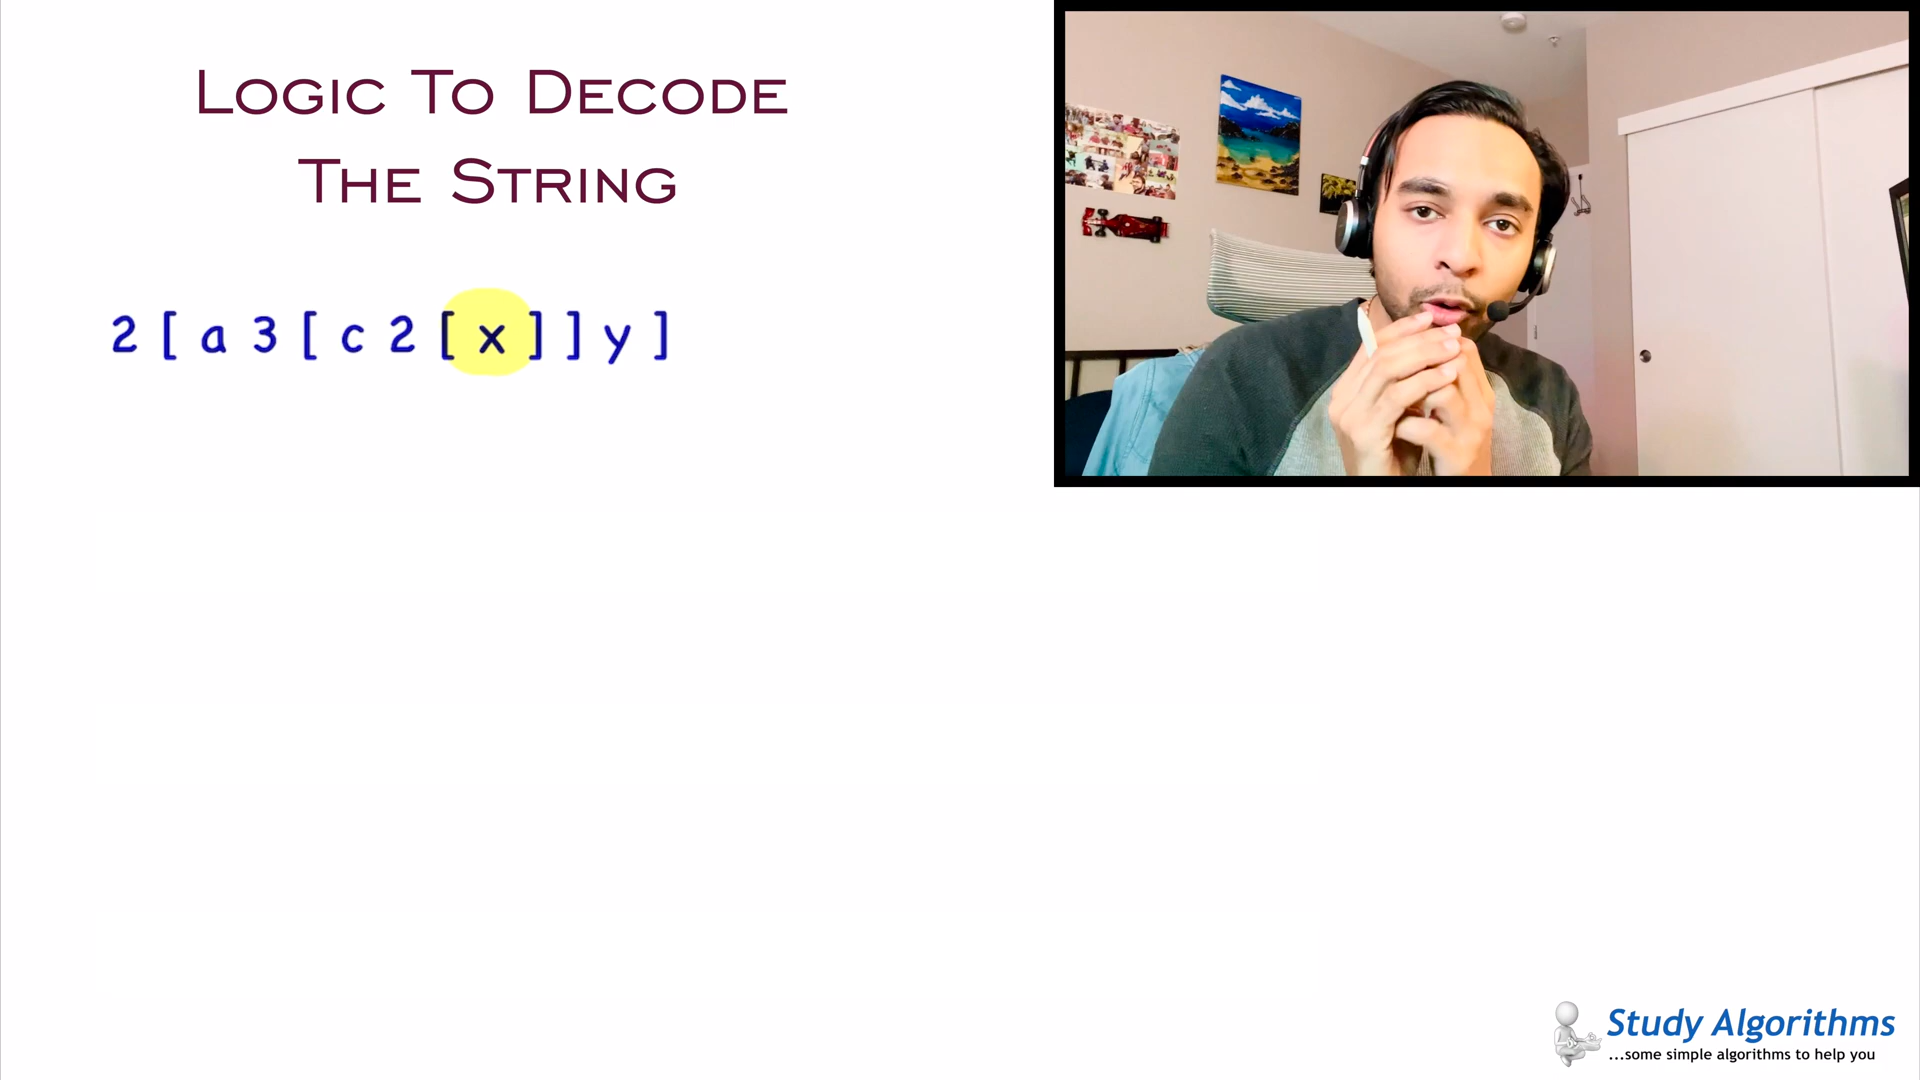 Logic To Decode
The String
2 [ a 3 [ c 2 [ x ] ] y ]
Study Algorithms
...some simple algorithms to help you